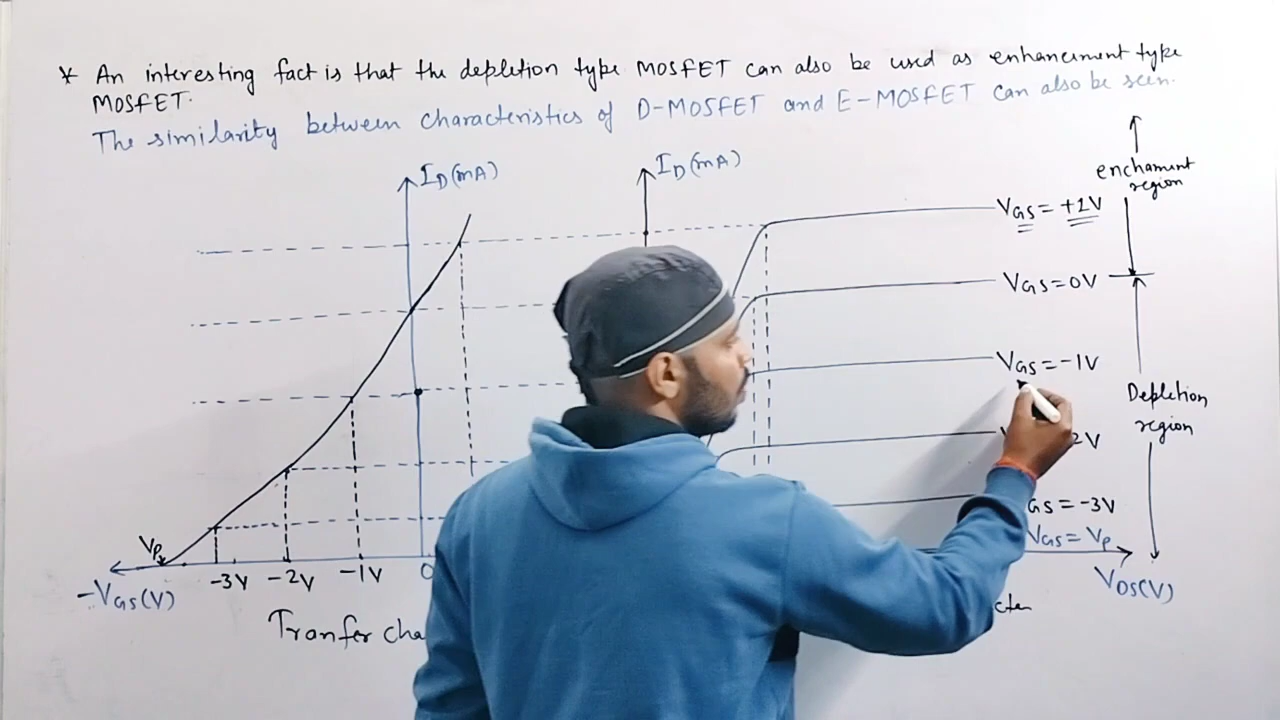 * An interesting fact is that the depletion type MOSFET can also be used as enhancement type
MOSFET.
The similarity between characteristics of D-MOSFET and E-MOSFET can also be seen.
ID(mA)
ID(mA)
enchament
region
VGS = +1V
VGS = 0V
VGS = -1V
2V
GS = -3V
VGS = VP
Depletion
region
VP
-3V -2V -1V 0
-VGS(V)
VDS(V)
Tranfer cha
cter